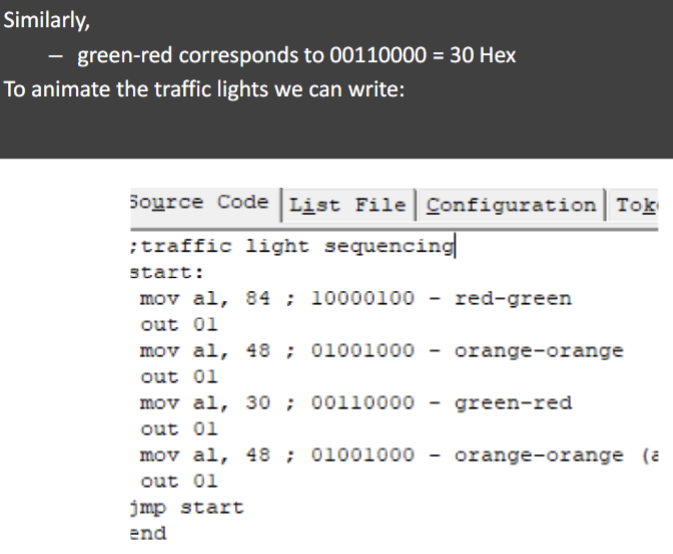 Similarly,
– green-red corresponds to 00110000 = 30 Hex
To animate the traffic lights we can write:
Source Code List File Configuration Tok
;traffic light sequencing
start:
mov al, 84 ; 10000100 - red-green
out 01
mov al, 48 ; 01001000 - orange-orange
out 01
mov al, 30 ; 00110000 - green-red
out 01
mov al, 48 ; 01001000 - orange-orange (a
out 01
jmp start
end